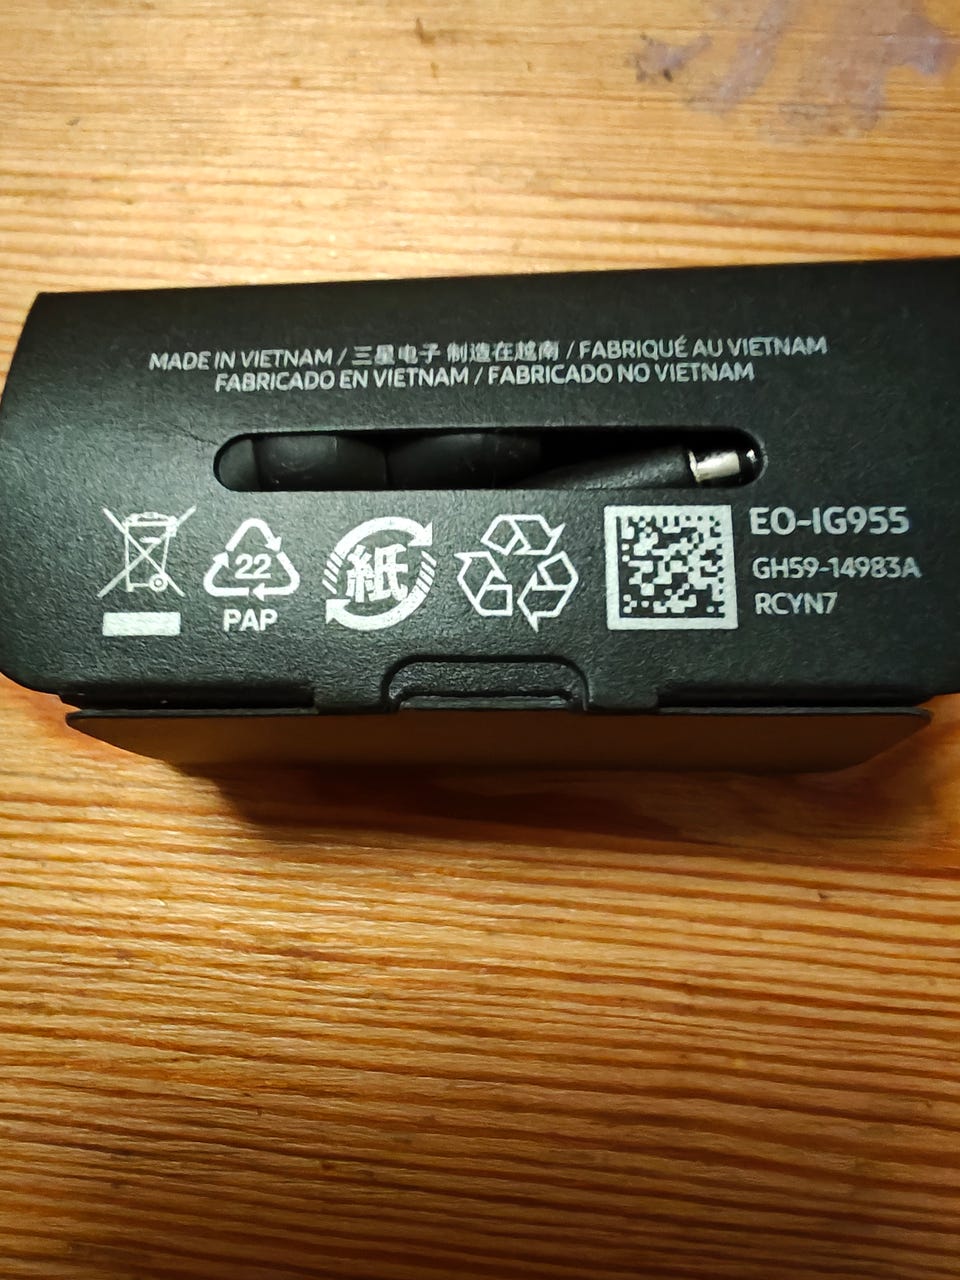 MADE IN VIETNAM / 三星电子 制造在越南 / FABRIQUÉ AU VIETNAM
FABRICADO EN VIETNAM / FABRICADO NO VIETNAM
22
PAP
紙
EO-IG955
GH59-14983A
RCYN7